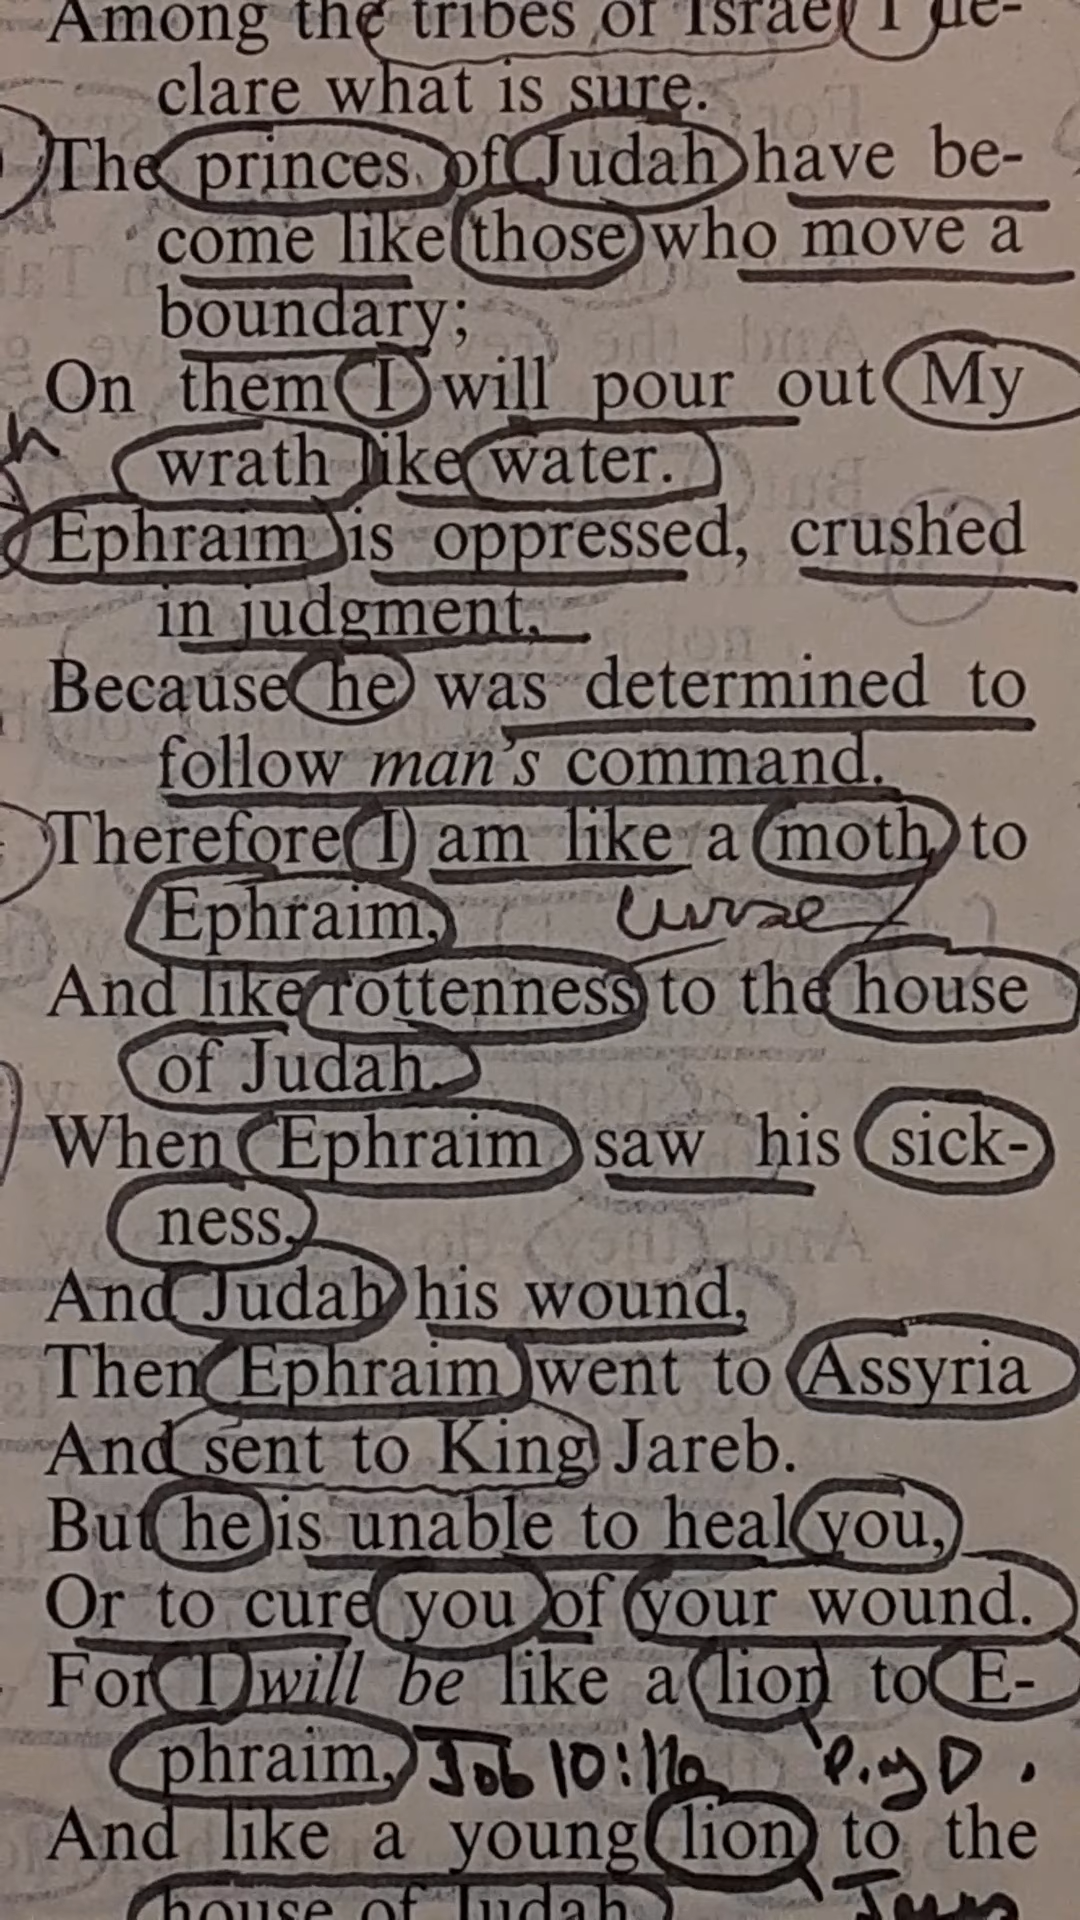 Among the tribes of Israel I de-
clare what is sure.
The princes of Judah have be-
come like those who move a
boundary;
On them I will pour out My
wrath like water.
Ephraim is oppressed, crushed
in judgment,
Because he was determined to
follow man's command.
Therefore I am like a moth to
Ephraim,
curse
And like rottenness to the house
of Judah.
When Ephraim saw his sick-
ness,
And Judah his wound,
Then Ephraim went to Assyria
And sent to King Jareb.
But he is unable to heal you,
Or to cure you of your wound.
For I will be like a lion to E-
phraim, Job 10:16
And like a young lion to the
house of Judah.